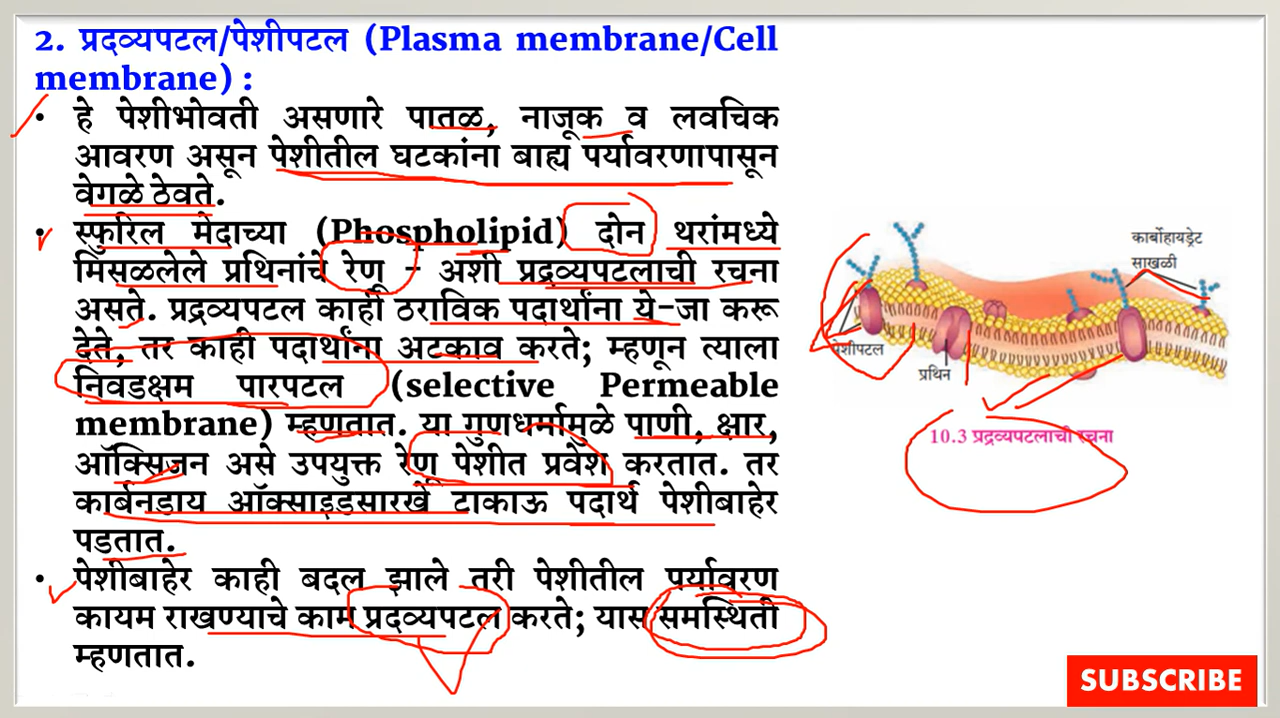 2. प्रदव्यपटल/पेशीपटल (Plasma membrane/Cell
membrane) :
• हे पेशीभोवती असणारे पातळ, नाजूक व लवचिक
आवरण असून पेशीतील घटकांना बाह्य पर्यावरणापासून
वेगळे ठेवते.
• स्फुरिल मेदाच्या (Phospholipid) दोन थरांमध्ये
मिसळलेले प्रथिनांचे रेणू - अशी प्रद्रव्यपटलाची रचना
असते. प्रद्रव्यपटल काही ठराविक पदार्थांना ये-जा करू
देते, तर काही पदार्थांना अटकाव करते; म्हणून त्याला
निवडक्षम पारपटल (selective Permeable
membrane) म्हणतात. या गुणधर्मामुळे पाणी, क्षार,
ऑक्सिजन असे उपयुक्त रेणू पेशीत प्रवेश करतात. तर
कार्बनडाय ऑक्साइडसारखे टाकाऊ पदार्थ पेशीबाहेर
पडतात.
• पेशीबाहेर काही बदल झाले तरी पेशीतील पर्यावरण
कायम राखण्याचे काम प्रदव्यपटल करते; यास समस्थिती
म्हणतात.
कार्बोहायड्रेट
साखळी
पेशीपटल
प्रथिन
10.3 प्रद्रव्यपटलाची रचना
SUBSCRIBE